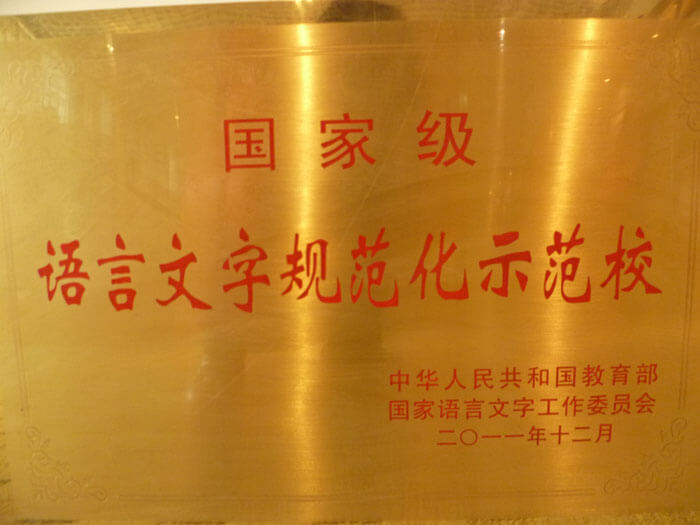 国家级
语言文字规范化示范校
中华人民共和国教育部
国家语言文字工作委员会
二〇一一年十二月